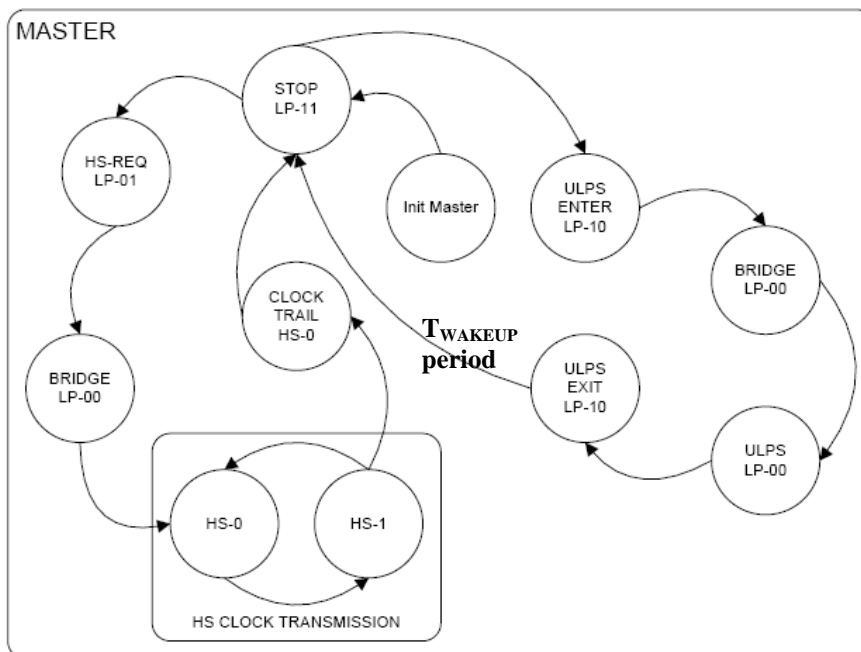 MASTER
STOP
LP-11
HS-REQ
LP-01
Init Master
ULPS
ENTER
LP-10
BRIDGE
LP-00
CLOCK
TRAIL
HS-0
TWAKEUP
period
BRIDGE
LP-00
ULPS
EXIT
LP-10
ULPS
LP-00
HS-0
HS-1
HS CLOCK TRANSMISSION